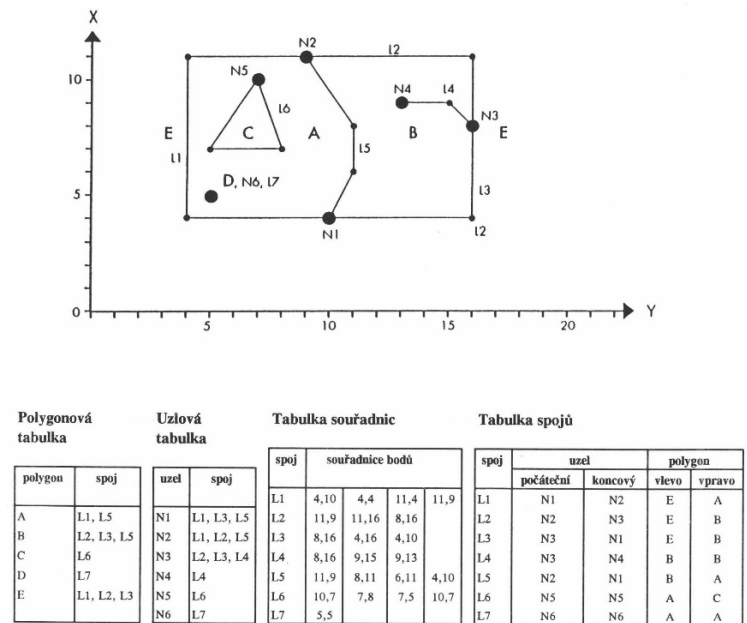 X
N2
l2
10
N5
N4
l4
l6
N3
E
C
A
B
E
l1
l5
D, N6, l7
5
l3
N1
l2
0
5
10
15
20
Y
Polygonová
tabulka
polygon spoj
A L1, L5
B L2, L3, L5
C L6
D L7
E L1, L2, L3
Uzlová
tabulka
uzel spoj
N1 L1, L3, L5
N2 L1, L2, L5
N3 L2, L3, L4
N4 L4
N5 L6
N6 L7
Tabulka souřadnic
spoj souřadnice bodů
L1 4,10 4,4 11,4 11,9
L2 11,9 11,16 8,16
L3 8,16 4,16 4,10
L4 8,16 9,15 9,13
L5 11,9 8,11 6,11 4,10
L6 10,7 7,8 7,5 10,7
L7 5,5
Tabulka spojů
spoj uzel polygon
počáteční koncový vlevo vpravo
L1 N1 N2 E A
L2 N2 N3 E B
L3 N3 N1 E B
L4 N3 N4 B B
L5 N2 N1 B A
L6 N5 N5 A C
L7 N6 N6 A A